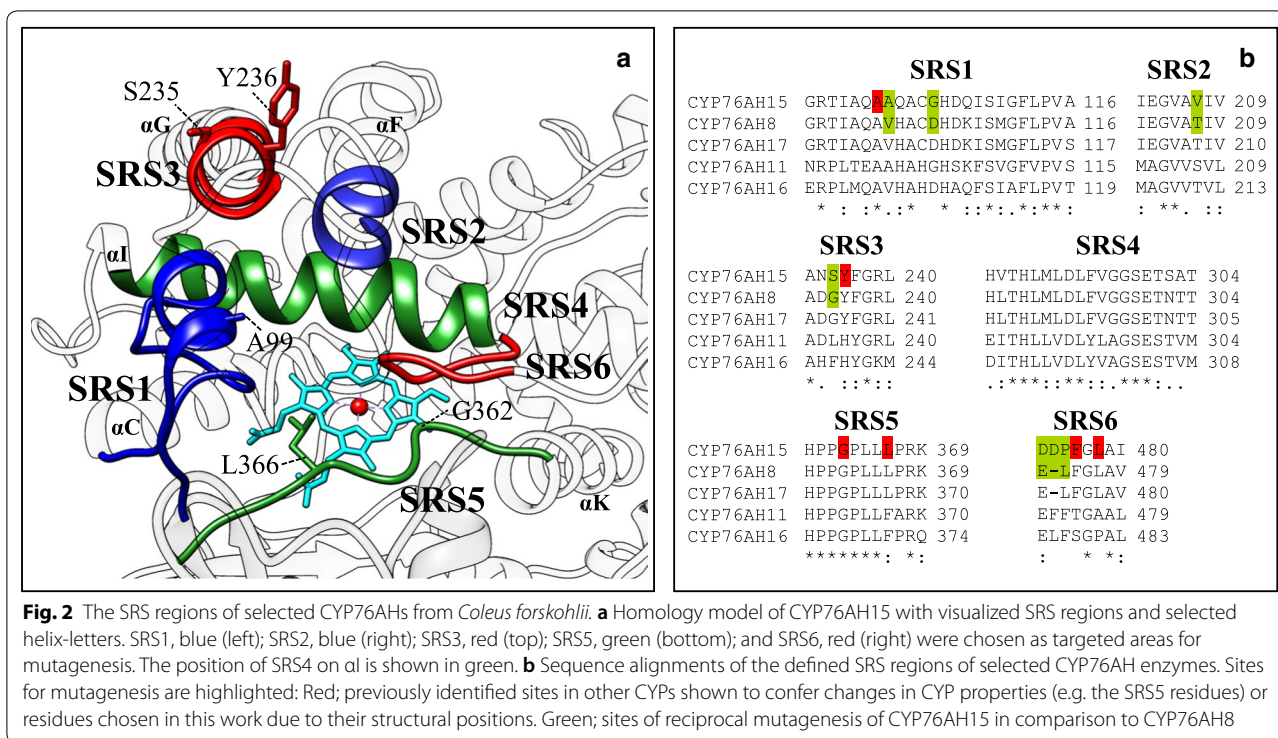 a
S235
Y236
αG
αF
SRS3
SRS2
αI
SRS4
A99
SRS6
SRS1
G362
αC
L366
SRS5
αK
b
SRS1 SRS2
CYP76AH15 GRTIAQAAQACGHDQISIGFLPVA 116 IEGVAVIV 209
CYP76AH8 GRTIAQAVHACDHDKISMGFLPVA 116 IEGVATIV 209
CYP76AH17 GRTIAQAVHACDHDKISMGFLPVS 117 IEGVATIV 210
CYP76AH11 NRPLTEAAHAHGHSKFSVGFVPVS 115 MAGVVSVL 209
CYP76AH16 ERPLMQAVHAHDHAQFSIAFLPVT 119 MAGVVTVL 213
* : :*.:* * ::*:.*:**: : **. ::
SRS3 SRS4
CYP76AH15 ANSYFGRL 240 HVTHLMLDLFVGGSETSAT 304
CYP76AH8 ADGYFGRL 240 HLTHLMLDLFVGGSETNTT 304
CYP76AH17 ADGYFGRL 241 HLTHLMLDLFVGGSETNTT 305
CYP76AH11 ADLHYGRL 240 EITHLLVDLYLAGSESTVM 304
CYP76AH16 AHFHYGKM 244 DITHLLVDLYVAGSESTVM 308
*. ::*:: .:***::**::.***:..
SRS5 SRS6
CYP76AH15 HPPGPLLLPRK 369 DDPFGLAI 480
CYP76AH8 HPPGPLLLPRK 369 E-LFGLAV 479
CYP76AH17 HPPGPLLLPRK 370 E-LFGLAV 480
CYP76AH11 HPPGPLLFARK 370 EFFTGAAL 479
CYP76AH16 HPPGPLLFPRQ 374 ELFSGPAL 483
*******: *: : * *:
Fig. 2 The SRS regions of selected CYP76AHs from Coleus forskohlii. a Homology model of CYP76AH15 with visualized SRS regions and selected
helix-letters. SRS1, blue (left); SRS2, blue (right); SRS3, red (top); SRS5, green (bottom); and SRS6, red (right) were chosen as targeted areas for
mutagenesis. The position of SRS4 on αI is shown in green. b Sequence alignments of the defined SRS regions of selected CYP76AH enzymes. Sites
for mutagenesis are highlighted: Red; previously identified sites in other CYPs shown to confer changes in CYP properties (e.g. the SRS5 residues) or
residues chosen in this work due to their structural positions. Green; sites of reciprocal mutagenesis of CYP76AH15 in comparison to CYP76AH8